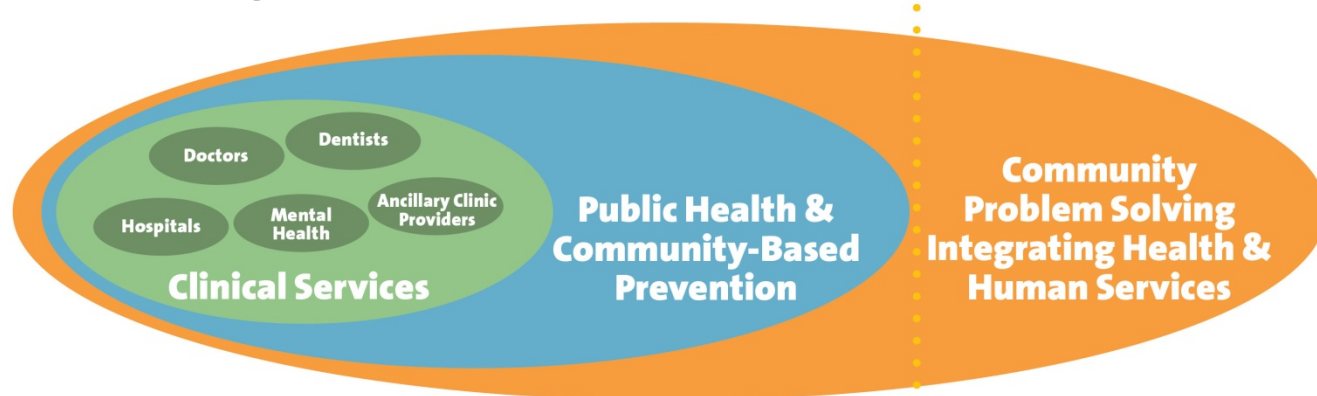 Doctors
Dentists
Hospitals
Mental
Health
Ancillary Clinic
Providers
Clinical Services
Public Health &
Community-Based
Prevention
Community
Problem Solving
Integrating Health &
Human Services